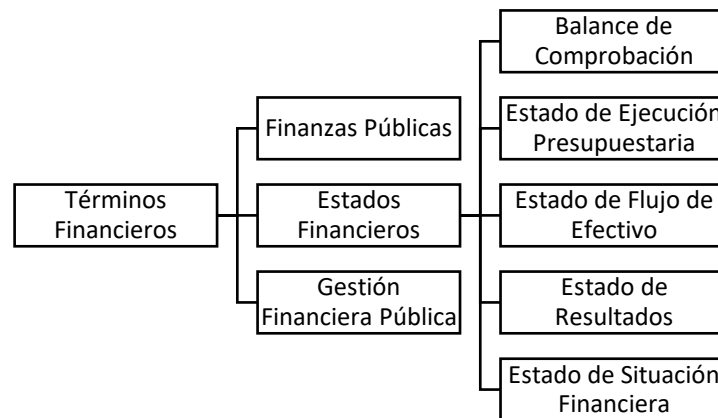 Términos
Financieros
Finanzas Públicas
Estados
Financieros
Gestión
Financiera Pública
Balance de
Comprobación
Estado de Ejecución
Presupuestaria
Estado de Flujo de
Efectivo
Estado de
Resultados
Estado de Situación
Financiera